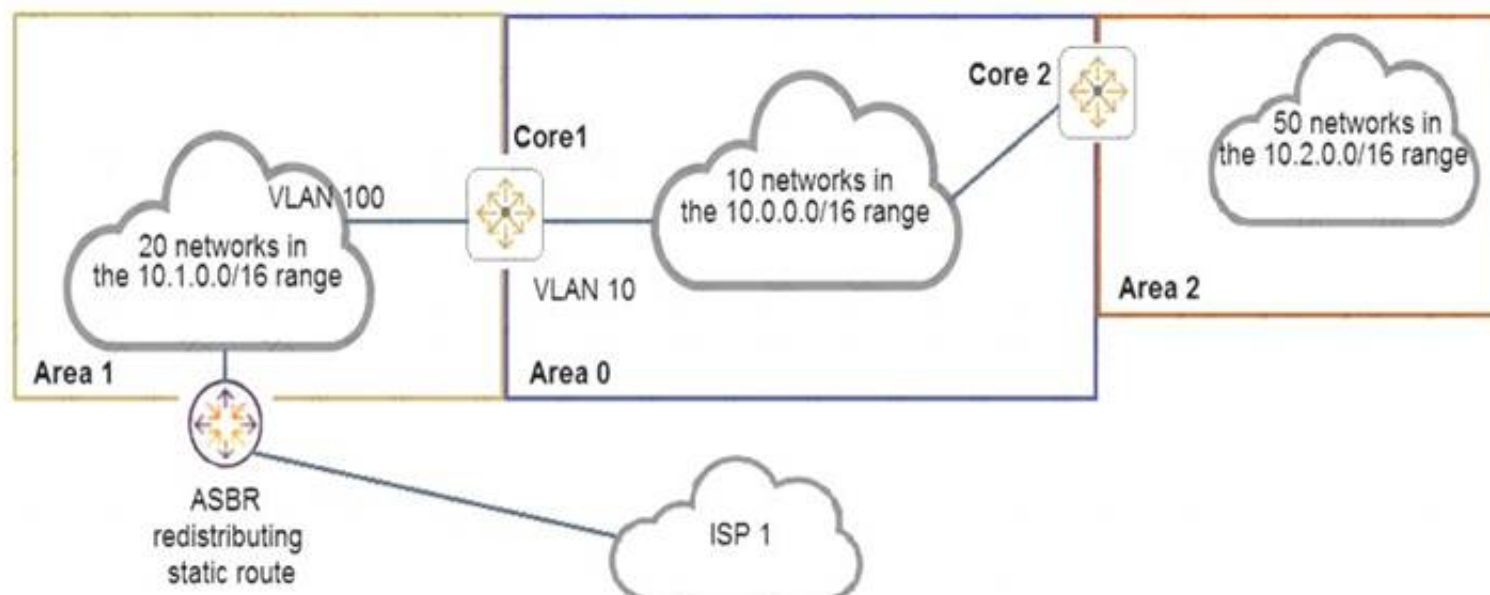 Core 2
50 networks in
the 10.2.0.0/16 range
Core1
10 networks in
the 10.0.0.0/16 range
VLAN 100
20 networks in
the 10.1.0.0/16 range
VLAN 10
Area 2
Area 1
Area 0
ASBR
redistributing
static route
ISP 1